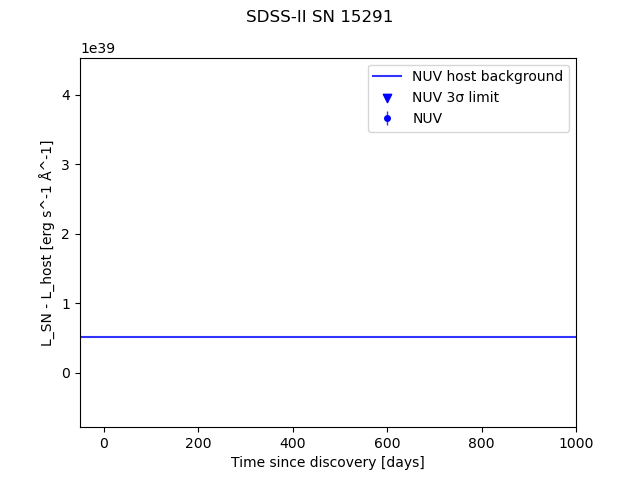 SDSS-II SN 15291
1e39
NUV host background
NUV 3σ limit
NUV
4
3
2
1
0
L_SN - L_host [erg s^-1 Å^-1]
0 200 400 600 800 1000
Time since discovery [days]